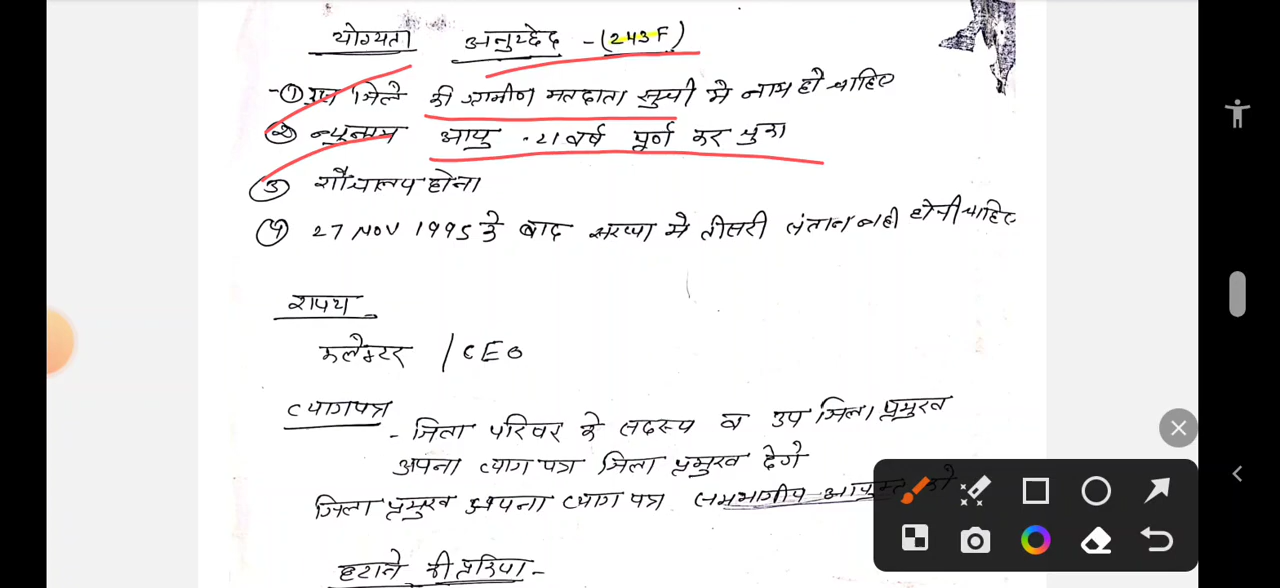 योग्यता अनुच्छेद - (243F)
- ① उस जिले की ग्रामीण मतदाता सुची में नाम हो चाहिए
② न्यूनतम आयु - 21 वर्ष पूर्ण कर चुका
③ शौचालय होना
④ 27 NOV 1995 के बाद में तीसरी संतान नही होनी चाहिए
शपथ
कलेक्टर / CEO
त्यागपत्र
- जिला परिषद के सदस्य व उप जिला प्रमुख
अपना त्याग पत्र जिला प्रमुख देगे
जिला प्रमुख अपना त्याग पत्र सम्भागीय आयुक्त को
हटाने की प्रक्रिया -